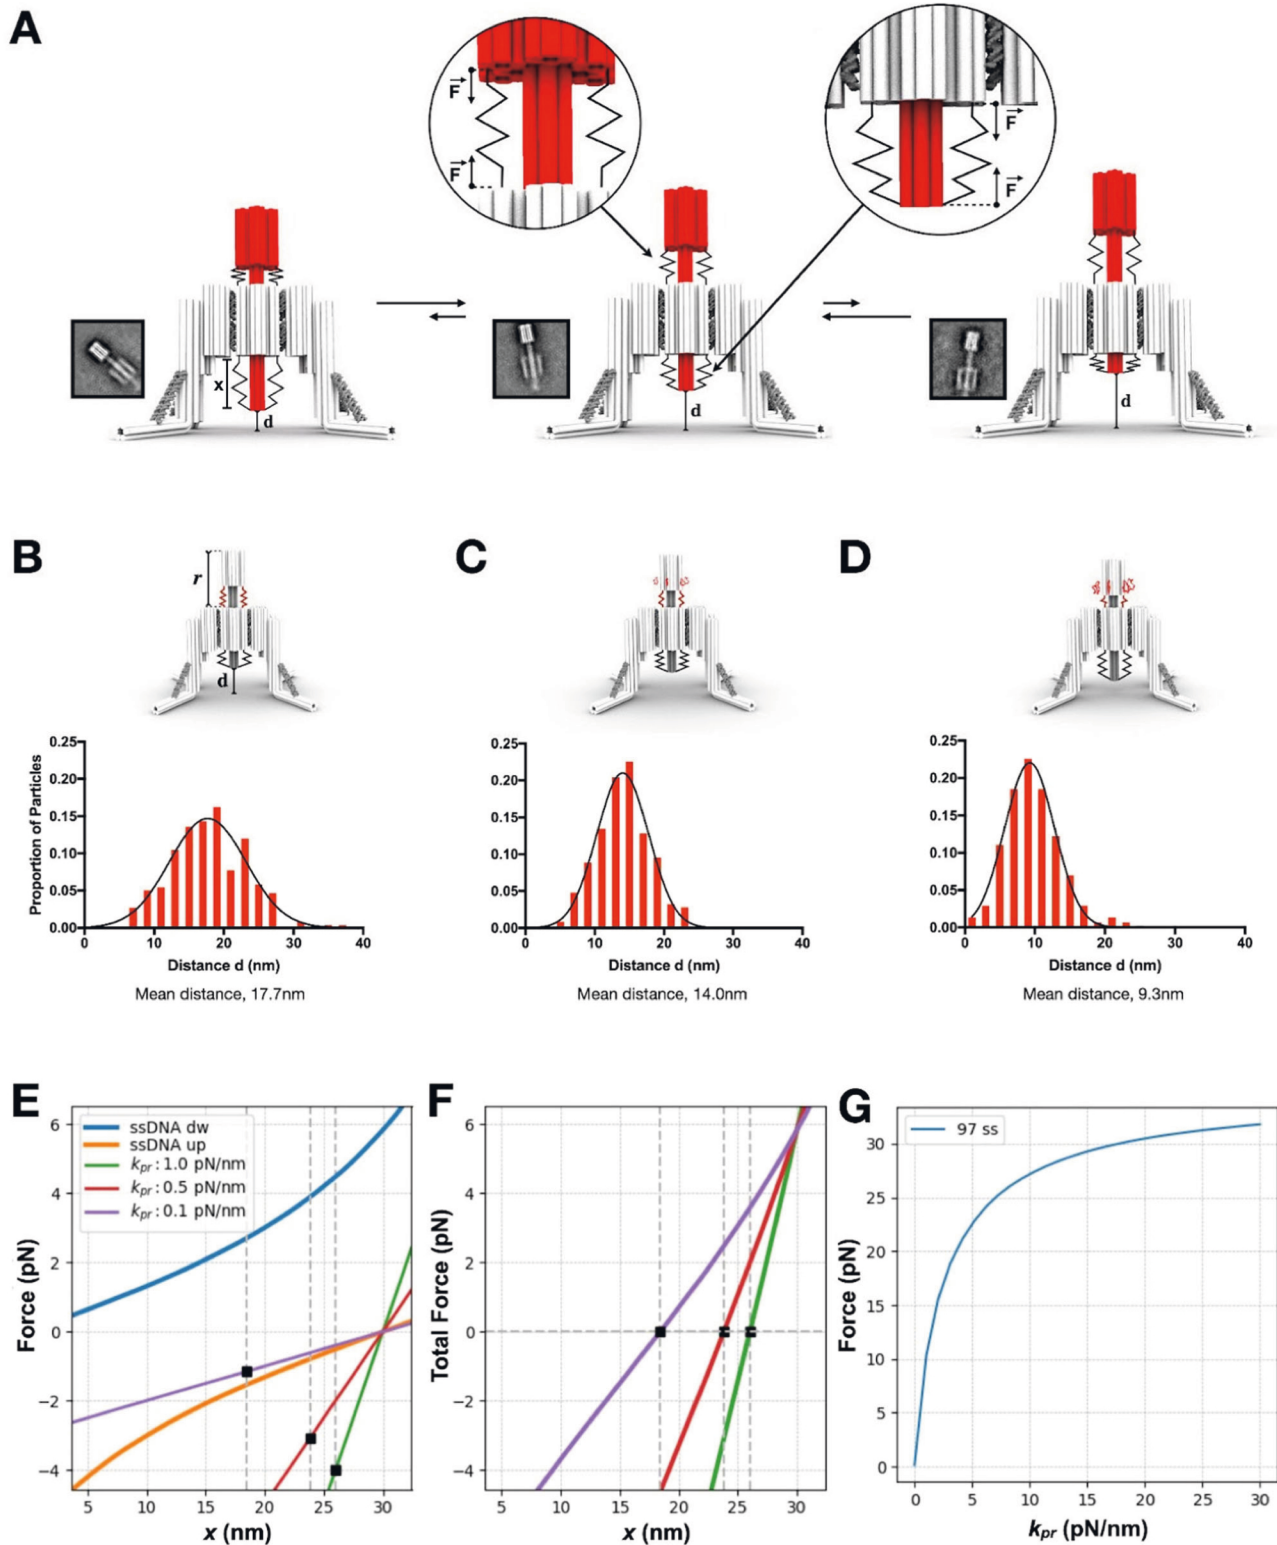 A
F
F
F
F
x
d
d
d
B
C
D
r
d
0.25
0.20
0.15
0.10
0.05
0.00
Proportion of Particles
0 10 20 30 40
Distance d (nm)
Mean distance, 17.7nm
0.25
0.20
0.15
0.10
0.05
0.00
0 10 20 30 40
Distance d (nm)
Mean distance, 14.0nm
0.25
0.20
0.15
0.10
0.05
0.00
0 10 20 30 40
Distance d (nm)
Mean distance, 9.3nm
E
ssDNA dw
ssDNA up
kpr: 1.0 pN/nm
kpr: 0.5 pN/nm
kpr: 0.1 pN/nm
6
4
2
0
−2
−4
Force (pN)
5 10 15 20 25 30
x (nm)
F
6
4
2
0
−2
−4
Total Force (pN)
5 10 15 20 25 30
x (nm)
G
97 ss
30
25
20
15
10
5
0
Force (pN)
0 5 10 15 20 25 30
kpr (pN/nm)